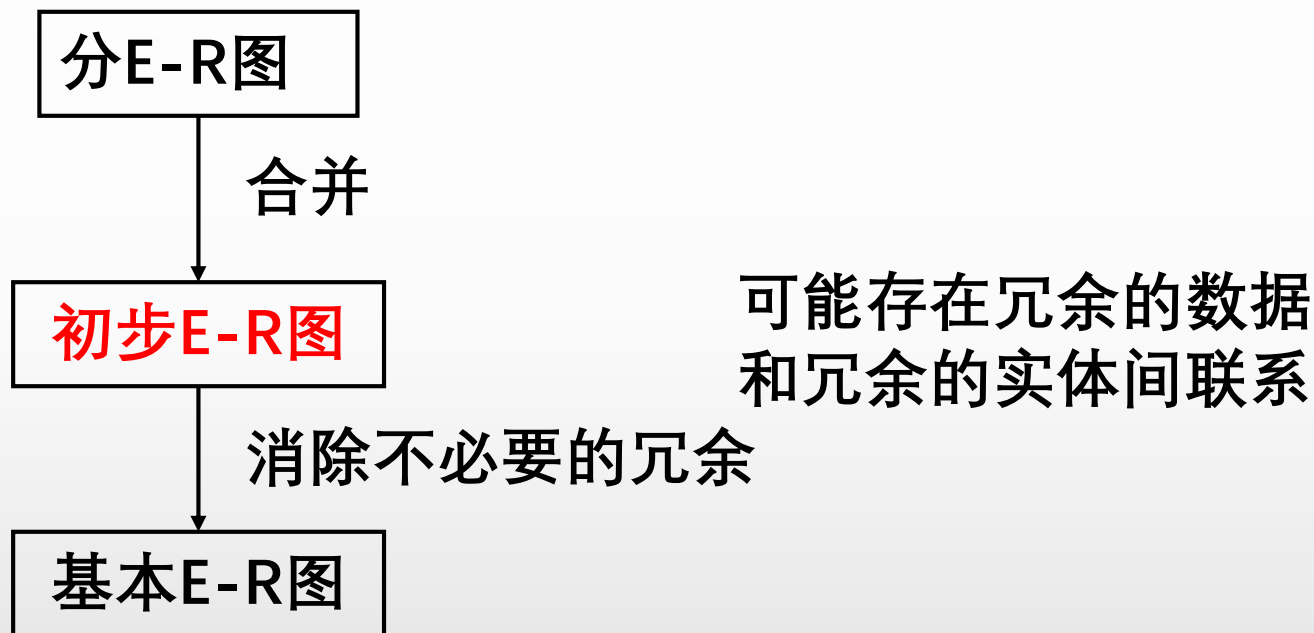 分E-R图
合并
初步E-R图
可能存在冗余的数据
和冗余的实体间联系
消除不必要的冗余
基本E-R图